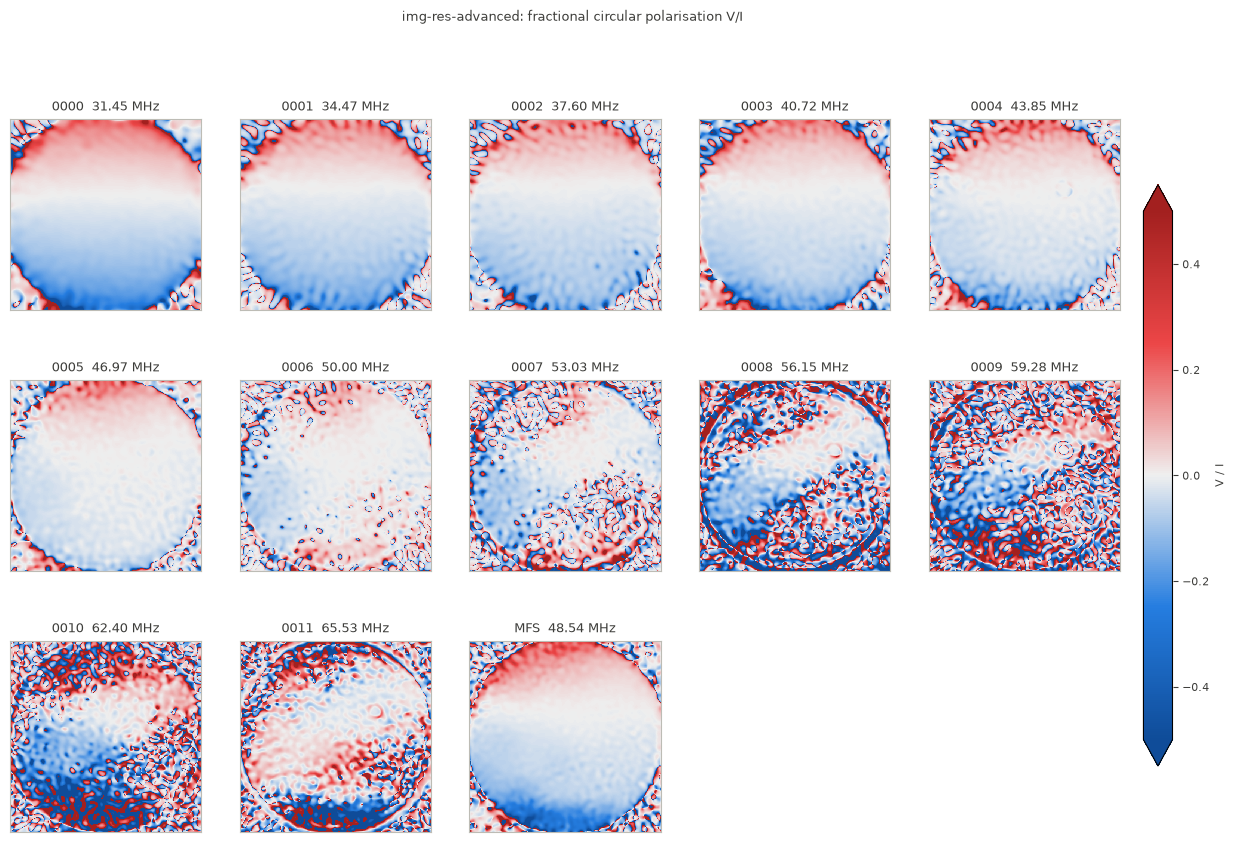 img-res-advanced: fractional circular polarisation V/I
0000  31.45 MHz
0001  34.47 MHz
0002  37.60 MHz
0003  40.72 MHz
0004  43.85 MHz
0005  46.97 MHz
0006  50.00 MHz
0007  53.03 MHz
0008  56.15 MHz
0009  59.28 MHz
0010  62.40 MHz
0011  65.53 MHz
MFS  48.54 MHz
0.4
0.2
0.0
−0.2
−0.4
V / I